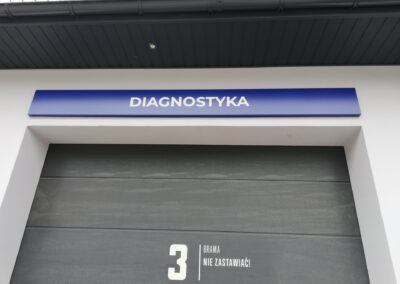 DIAGNOSTYKA
3
BRAMA
NIE ZASTAWIAĆ!